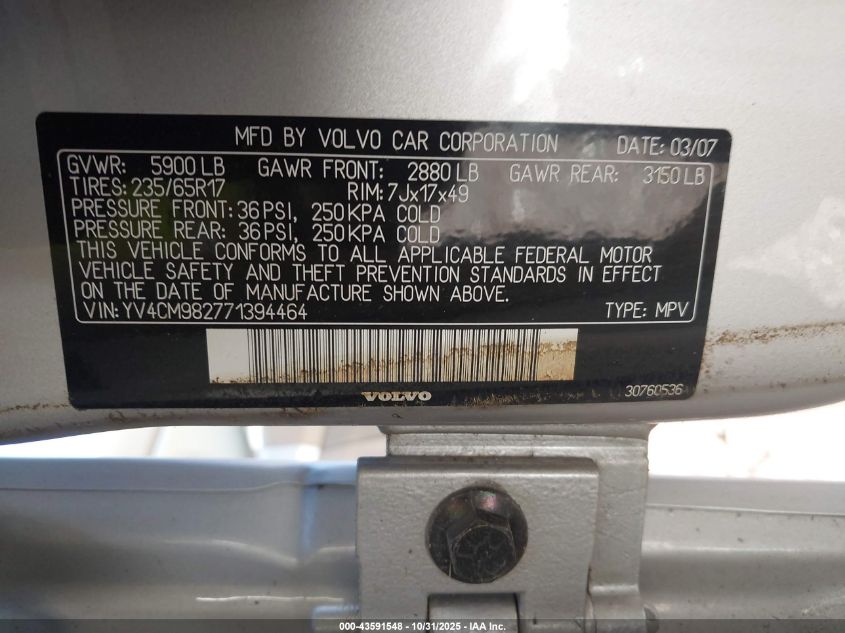 MFD BY VOLVO CAR CORPORATION DATE: 03/07
GVWR: 5900 LB GAWR FRONT: 2880 LB GAWR REAR: 3150 LB
TIRES: 235/65R17 RIM: 7Jx17x49
PRESSURE FRONT: 36 PSI, 250 KPA COLD
PRESSURE REAR: 36 PSI, 250 KPA COLD
THIS VEHICLE CONFORMS TO ALL APPLICABLE FEDERAL MOTOR
VEHICLE SAFETY AND THEFT PREVENTION STANDARDS IN EFFECT
ON THE DATE OF MANUFACTURE SHOWN ABOVE.
VIN: YV4CM982771394464 TYPE: MPV
VOLVO 30760536
000-43591548 - 10/31/2025 - IAA Inc.